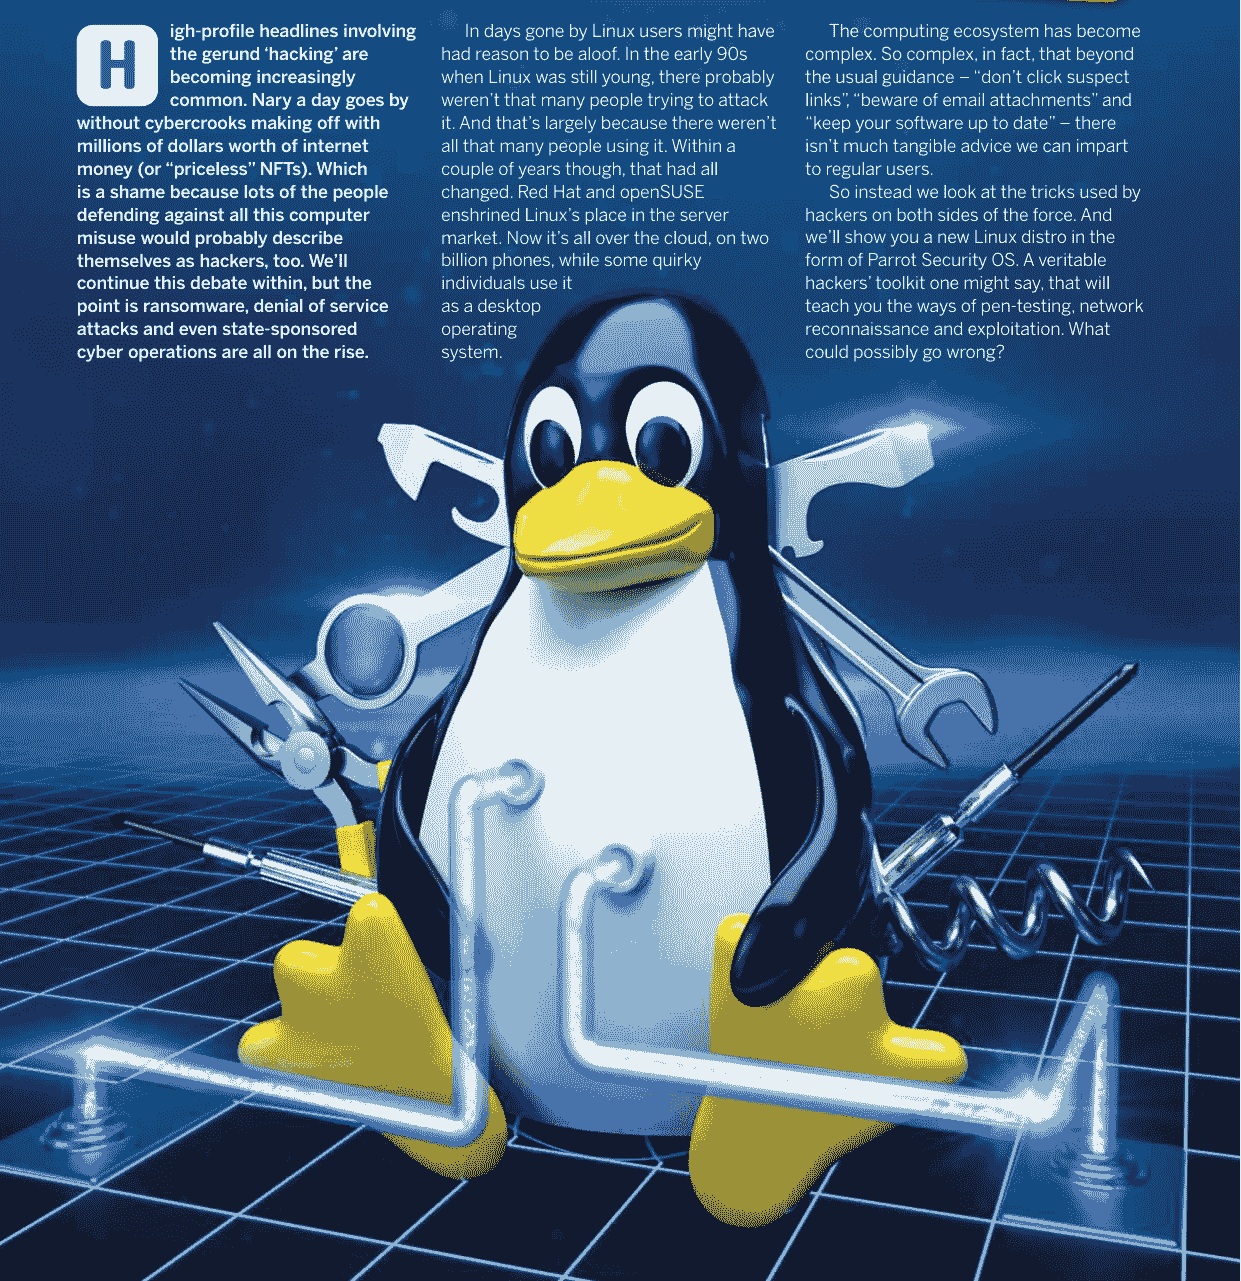 High-profile headlines involving
the gerund ‘hacking’ are
becoming increasingly
common. Nary a day goes by
without cybercrooks making off with
millions of dollars worth of internet
money (or “priceless” NFTs). Which
is a shame because lots of the people
defending against all this computer
misuse would probably describe
themselves as hackers, too. We’ll
continue this debate within, but the
point is ransomware, denial of service
attacks and even state-sponsored
cyber operations are all on the rise.
In days gone by Linux users might have
had reason to be aloof. In the early 90s
when Linux was still young, there probably
weren’t that many people trying to attack
it. And that’s largely because there weren’t
all that many people using it. Within a
couple of years though, that had all
changed. Red Hat and openSUSE
enshrined Linux’s place in the server
market. Now it’s all over the cloud, on two
billion phones, while some quirky
individuals use it
as a desktop
operating
system.
The computing ecosystem has become
complex. So complex, in fact, that beyond
the usual guidance – “don’t click suspect
links”, “beware of email attachments” and
“keep your software up to date” – there
isn’t much tangible advice we can impart
to regular users.
So instead we look at the tricks used by
hackers on both sides of the force. And
we’ll show you a new Linux distro in the
form of Parrot Security OS. A veritable
hackers’ toolkit one might say, that will
teach you the ways of pen-testing, network
reconnaissance and exploitation. What
could possibly go wrong?